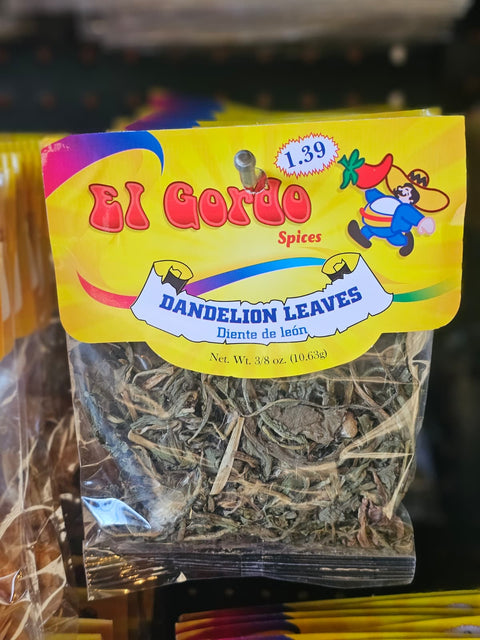 1.39
El Gordo
Spices
DANDELION LEAVES
Diente de león
Net. Wt. 3/8 oz. (10.63g)